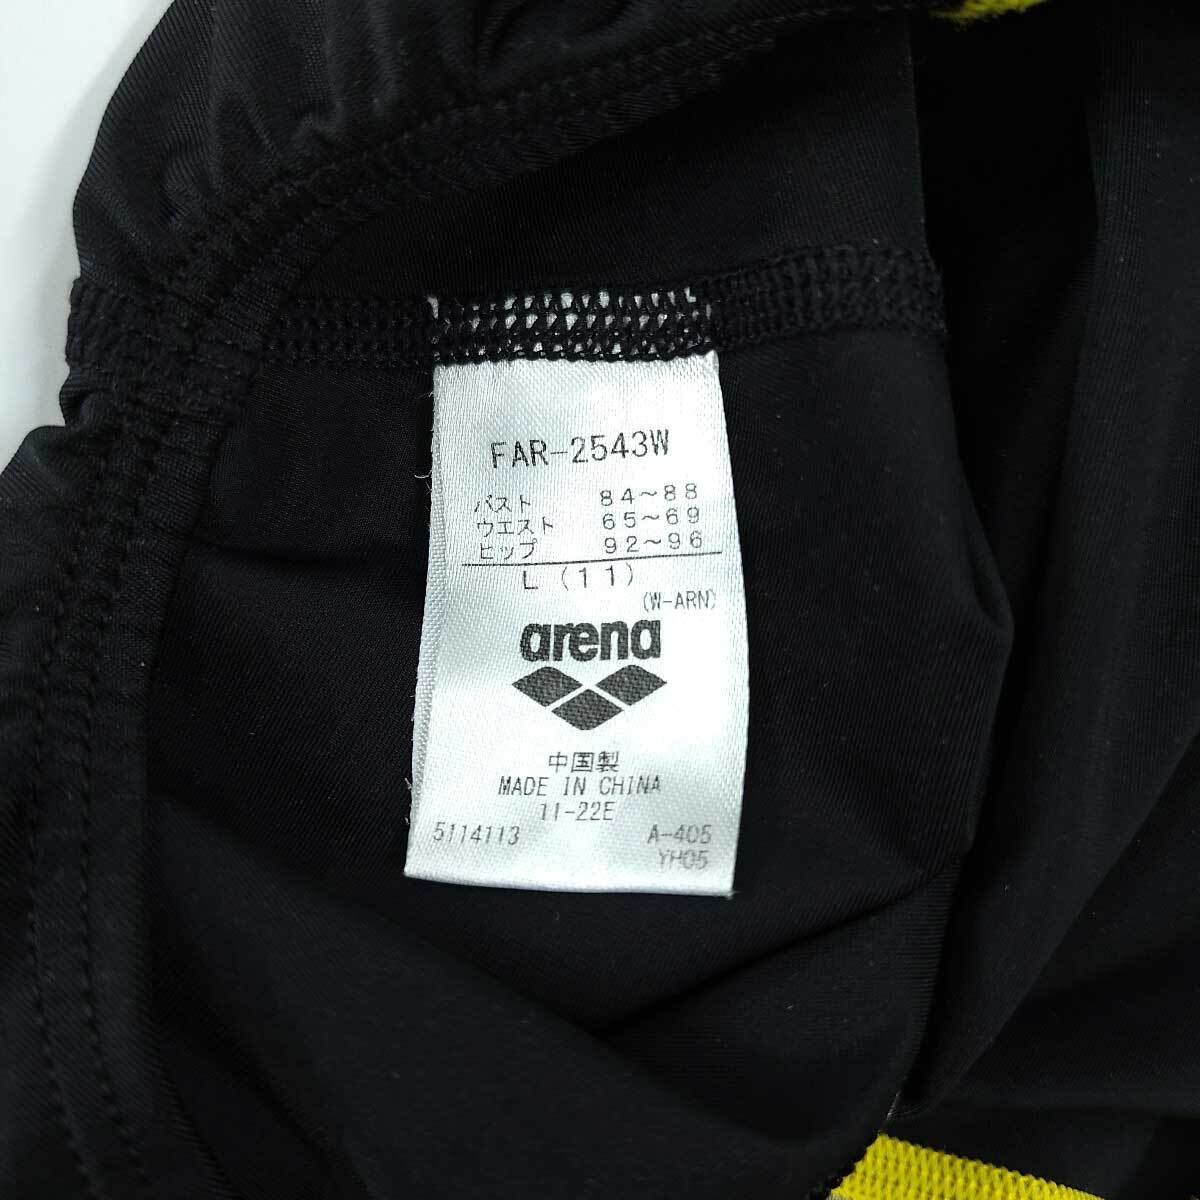 FAR-2543W
バスト 84～88
ウエスト 65～69
ヒップ 92～96
L (11)
(W-ARN)
arena
中国製
MADE IN CHINA
11-22E
5114113 A-405
YH05